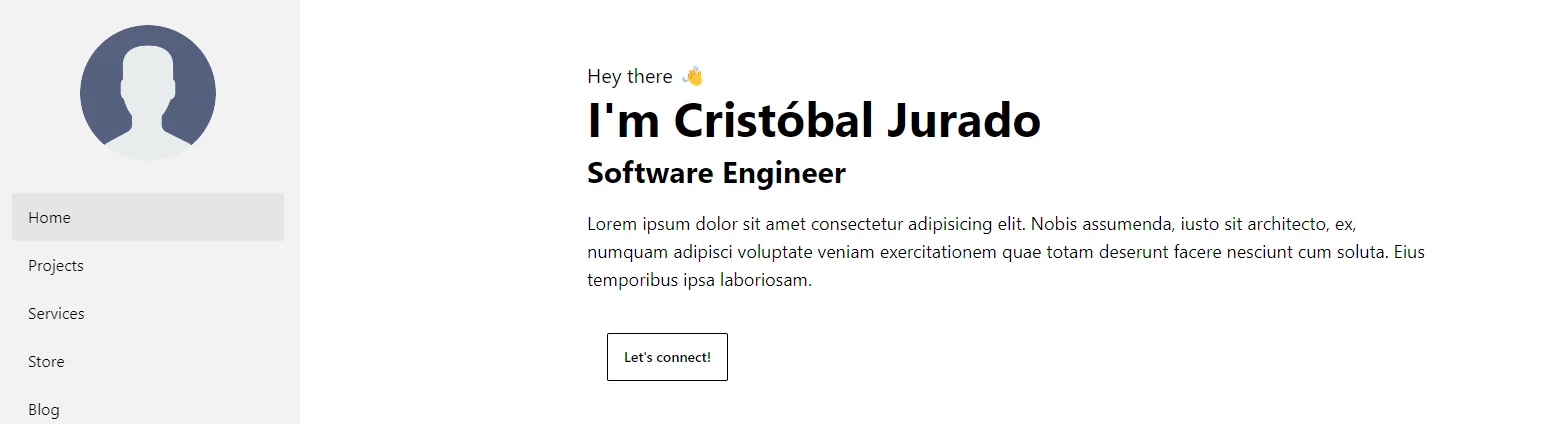 Home
Projects
Services
Store
Blog
Hey there 👋
I'm Cristóbal Jurado
Software Engineer
Lorem ipsum dolor sit amet consectetur adipisicing elit. Nobis assumenda, iusto sit architecto, ex,
numquam adipisci voluptate veniam exercitationem quae totam deserunt facere nesciunt cum soluta. Eius
temporibus ipsa laboriosam.
Let's connect!